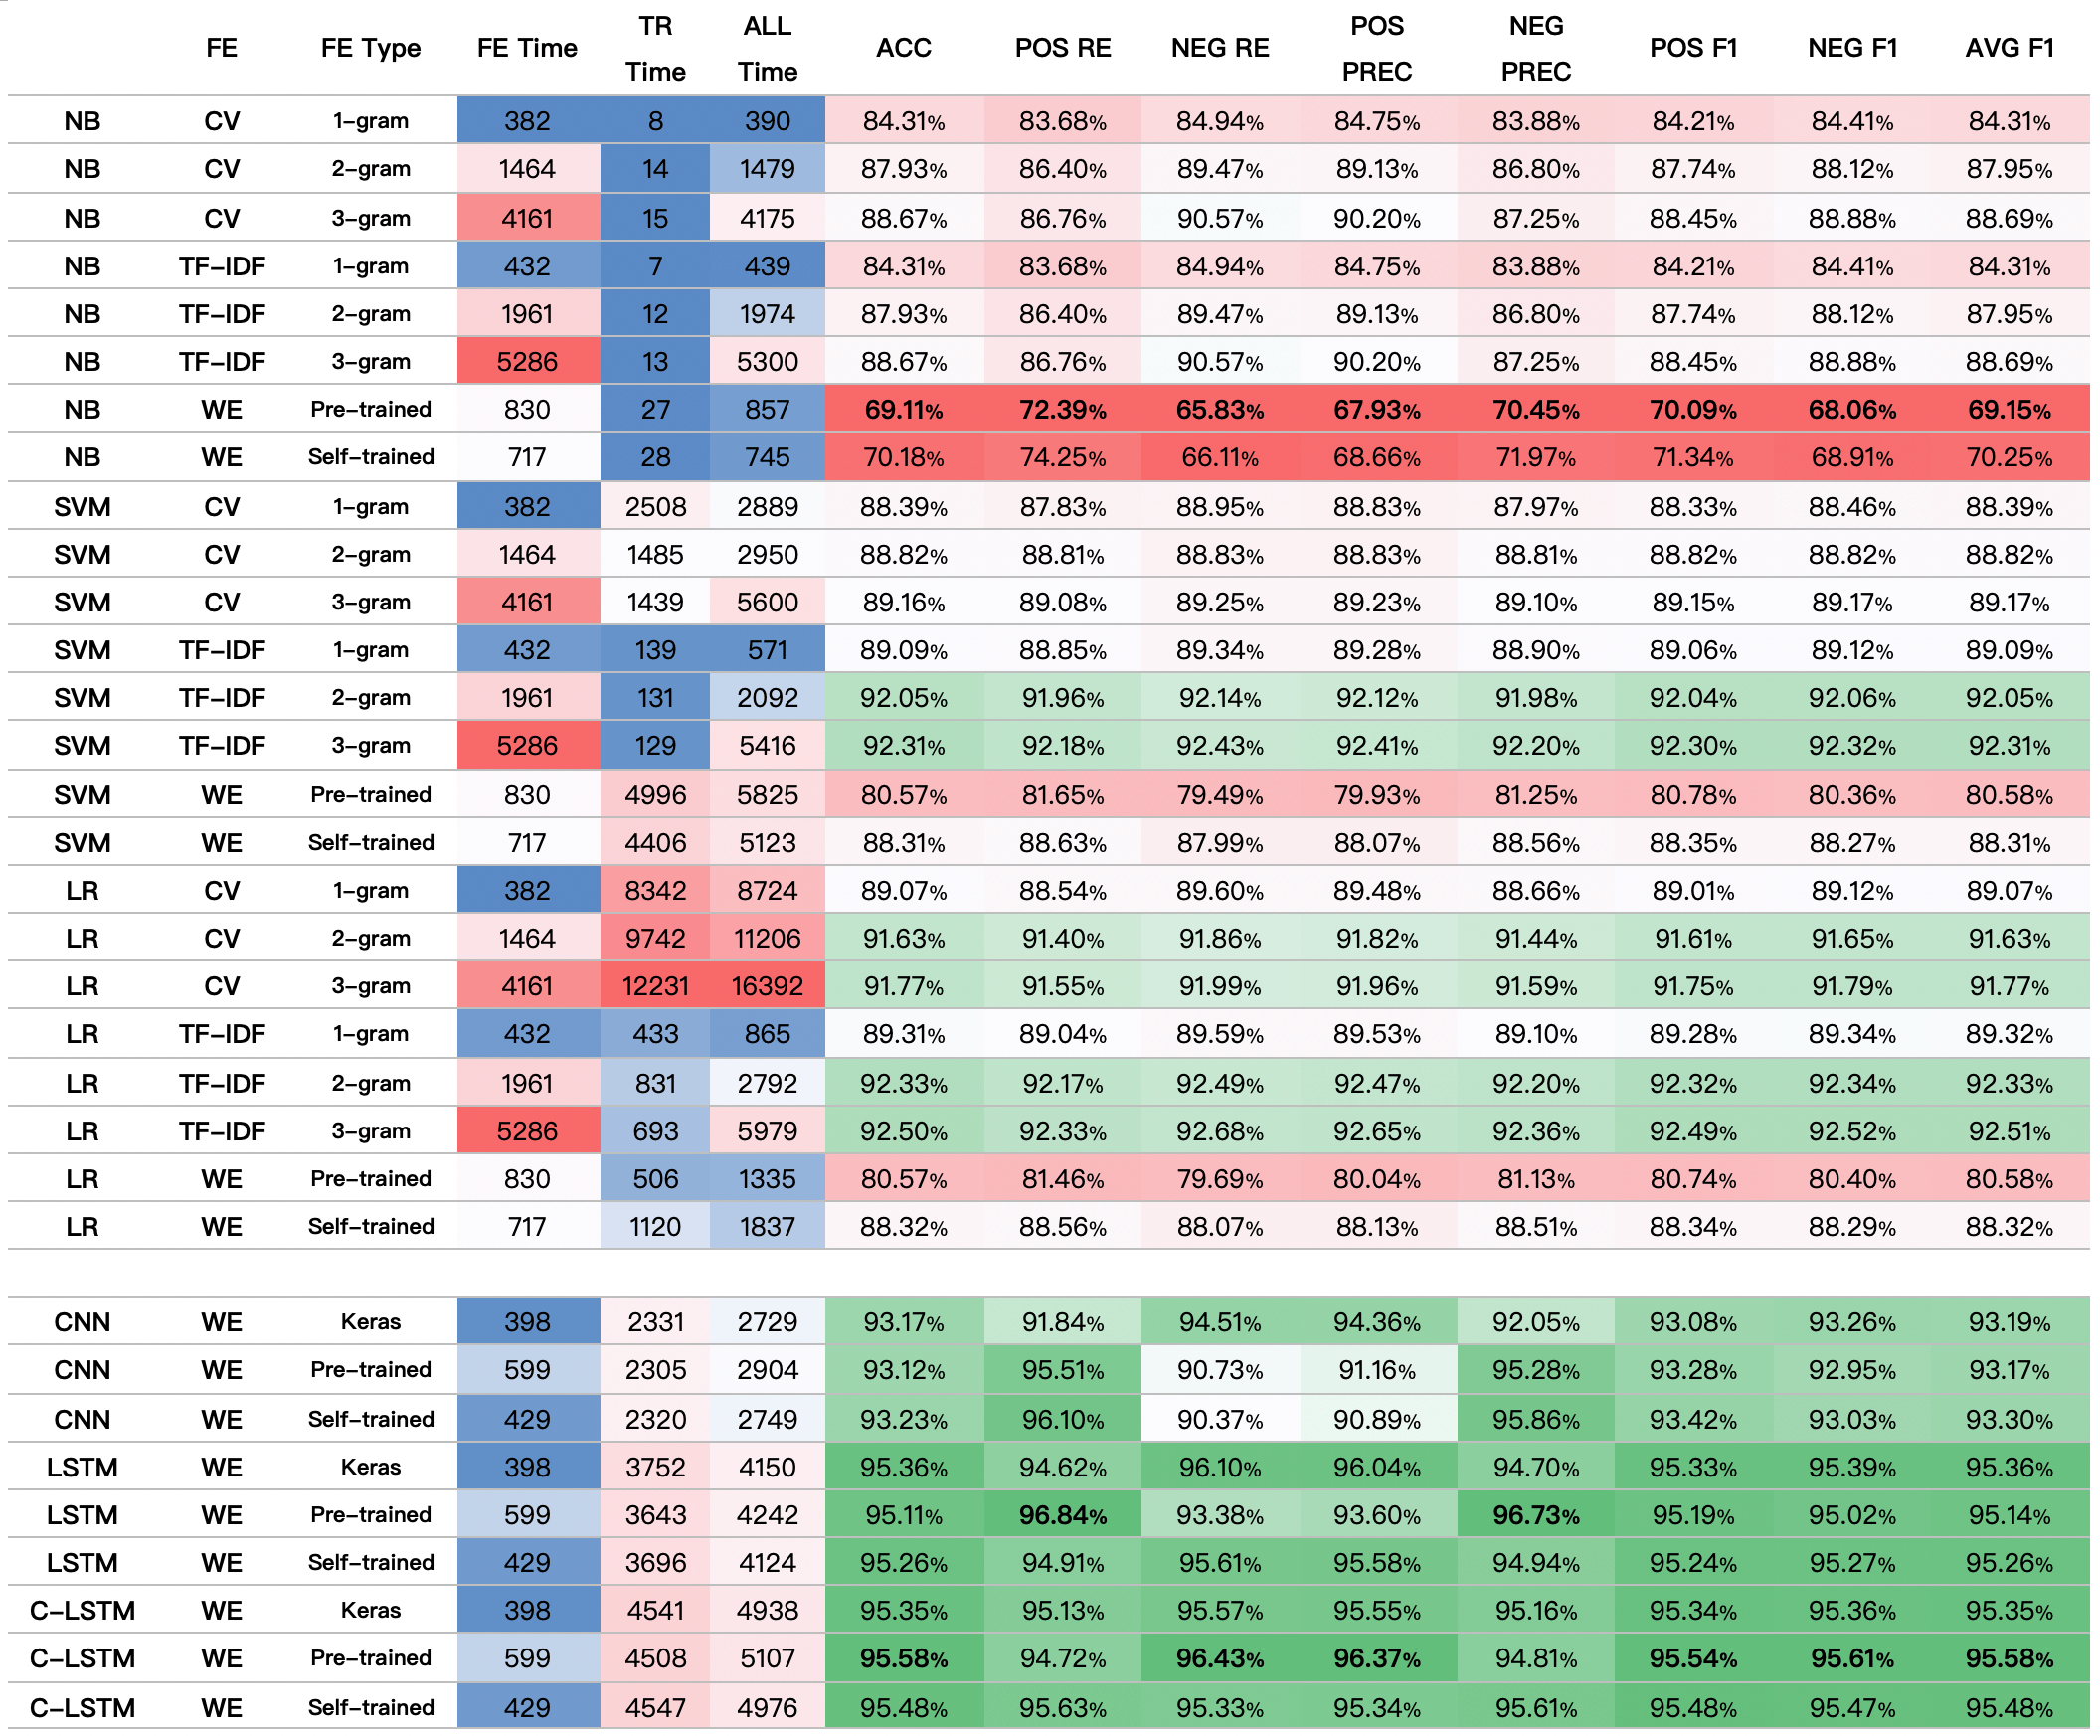 FE FE Type FE Time TR Time ALL Time ACC POS RE NEG RE POS PREC NEG PREC POS F1 NEG F1 AVG F1
NB CV 1-gram 382 8 390 84.31% 83.68% 84.94% 84.75% 83.88% 84.21% 84.41% 84.31%
NB CV 2-gram 1464 14 1479 87.93% 86.40% 89.47% 89.13% 86.80% 87.74% 88.12% 87.95%
NB CV 3-gram 4161 15 4175 88.67% 86.76% 90.57% 90.20% 87.25% 88.45% 88.88% 88.69%
NB TF-IDF 1-gram 432 7 439 84.31% 83.68% 84.94% 84.75% 83.88% 84.21% 84.41% 84.31%
NB TF-IDF 2-gram 1961 12 1974 87.93% 86.40% 89.47% 89.13% 86.80% 87.74% 88.12% 87.95%
NB TF-IDF 3-gram 5286 13 5300 88.67% 86.76% 90.57% 90.20% 87.25% 88.45% 88.88% 88.69%
NB WE Pre-trained 830 27 857 69.11% 72.39% 65.83% 67.93% 70.45% 70.09% 68.06% 69.15%
NB WE Self-trained 717 28 745 70.18% 74.25% 66.11% 68.66% 71.97% 71.34% 68.91% 70.25%
SVM CV 1-gram 382 2508 2889 88.39% 87.83% 88.95% 88.83% 87.97% 88.33% 88.46% 88.39%
SVM CV 2-gram 1464 1485 2950 88.82% 88.81% 88.83% 88.83% 88.81% 88.82% 88.82% 88.82%
SVM CV 3-gram 4161 1439 5600 89.16% 89.08% 89.25% 89.23% 89.10% 89.15% 89.17% 89.17%
SVM TF-IDF 1-gram 432 139 571 89.09% 88.85% 89.34% 89.28% 88.90% 89.06% 89.12% 89.09%
SVM TF-IDF 2-gram 1961 131 2092 92.05% 91.96% 92.14% 92.12% 91.98% 92.04% 92.06% 92.05%
SVM TF-IDF 3-gram 5286 129 5416 92.31% 92.18% 92.43% 92.41% 92.20% 92.30% 92.32% 92.31%
SVM WE Pre-trained 830 4996 5825 80.57% 81.65% 79.49% 79.93% 81.25% 80.78% 80.36% 80.58%
SVM WE Self-trained 717 4406 5123 88.31% 88.63% 87.99% 88.07% 88.56% 88.35% 88.27% 88.31%
LR CV 1-gram 382 8342 8724 89.07% 88.54% 89.60% 89.48% 88.66% 89.01% 89.12% 89.07%
LR CV 2-gram 1464 9742 11206 91.63% 91.40% 91.86% 91.82% 91.44% 91.61% 91.65% 91.63%
LR CV 3-gram 4161 12231 16392 91.77% 91.55% 91.99% 91.96% 91.59% 91.75% 91.79% 91.77%
LR TF-IDF 1-gram 432 433 865 89.31% 89.04% 89.59% 89.53% 89.10% 89.28% 89.34% 89.32%
LR TF-IDF 2-gram 1961 831 2792 92.33% 92.17% 92.49% 92.47% 92.20% 92.32% 92.34% 92.33%
LR TF-IDF 3-gram 5286 693 5979 92.50% 92.33% 92.68% 92.65% 92.36% 92.49% 92.52% 92.51%
LR WE Pre-trained 830 506 1335 80.57% 81.46% 79.69% 80.04% 81.13% 80.74% 80.40% 80.58%
LR WE Self-trained 717 1120 1837 88.32% 88.56% 88.07% 88.13% 88.51% 88.34% 88.29% 88.32%
CNN WE Keras 398 2331 2729 93.17% 91.84% 94.51% 94.36% 92.05% 93.08% 93.26% 93.19%
CNN WE Pre-trained 599 2305 2904 93.12% 95.51% 90.73% 91.16% 95.28% 93.28% 92.95% 93.17%
CNN WE Self-trained 429 2320 2749 93.23% 96.10% 90.37% 90.89% 95.86% 93.42% 93.03% 93.30%
LSTM WE Keras 398 3752 4150 95.36% 94.62% 96.10% 96.04% 94.70% 95.33% 95.39% 95.36%
LSTM WE Pre-trained 599 3643 4242 95.11% 96.84% 93.38% 93.60% 96.73% 95.19% 95.02% 95.14%
LSTM WE Self-trained 429 3696 4124 95.26% 94.91% 95.61% 95.58% 94.94% 95.24% 95.27% 95.26%
C-LSTM WE Keras 398 4541 4938 95.35% 95.13% 95.57% 95.55% 95.16% 95.34% 95.36% 95.35%
C-LSTM WE Pre-trained 599 4508 5107 95.58% 94.72% 96.43% 96.37% 94.81% 95.54% 95.61% 95.58%
C-LSTM WE Self-trained 429 4547 4976 95.48% 95.63% 95.33% 95.34% 95.61% 95.48% 95.47% 95.48%